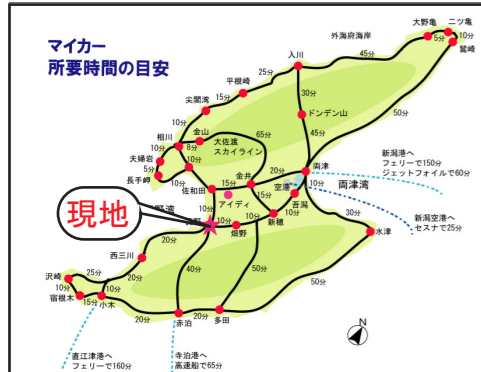 マイカー
所要時間の目安
外海府海岸
大野亀
二ツ亀
5分
10分
鷲崎
45分
入川
25分
平根崎
15分
尖閣湾
10分
30分
ドンデン山
45分
相川
金山
8分
大佐渡
スカイライン
65分
10分
夫婦岩
5分
長手岬
10分
10分
佐和田
15分
金井
20分
両津
新潟港へ
フェリーで150分
ジェットフォイルで60分
アイディ
15分
空港
10分
両津湾
吾潟
10分
新穂
10分
畑野
10分
現地
新潟空港へ
セスナで25分
30分
水津
50分
50分
西三川
20分
40分
20分
沢崎
25分
10分
宿根木
15分
10分
小木
20分
赤泊
20分
多田
50分
N
直江津港へ
フェリーで160分
寺泊港へ
高速船で65分